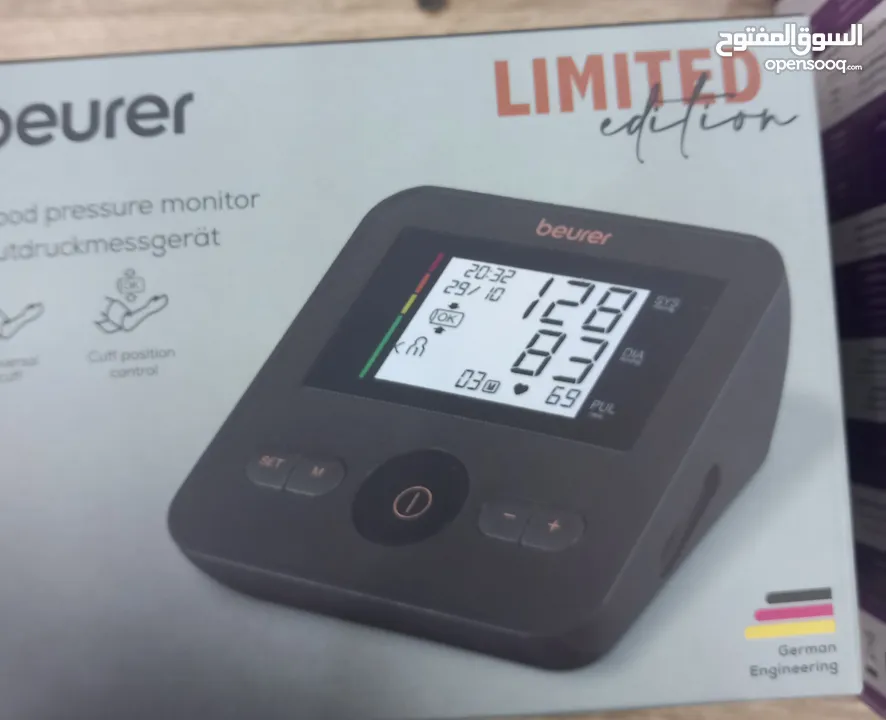 السوق المفتوح
opensooq.com
beurer
LIMITED
edition
ood pressure monitor
utdruckmessgerät
beurer
20:32
29/10
128
SYS
OK
83
DIA
03 M
69
PUL
Cuff position
control
SET
M
-
+
German
Engineering